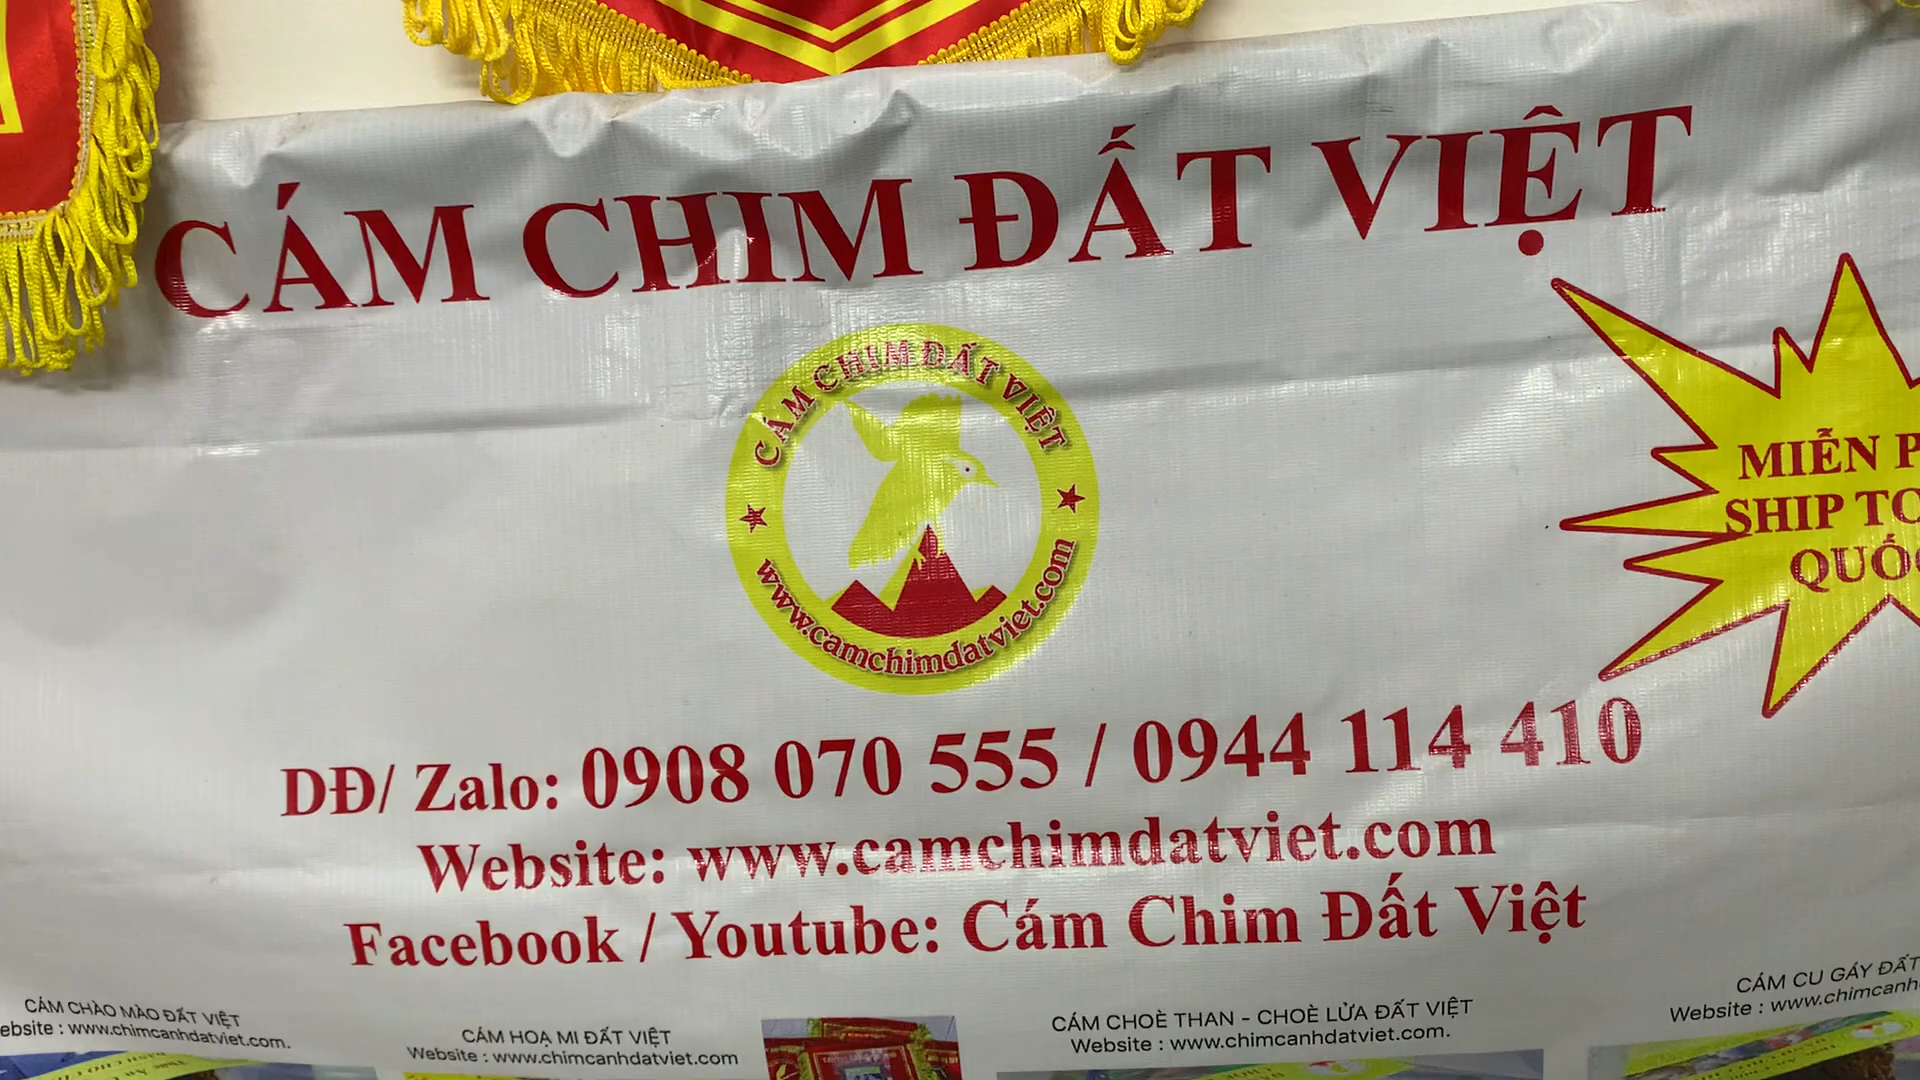 CÁM CHIM ĐẤT VIỆT
CÁM CHIM ĐẤT VIỆT
www.camchimdatviet.com
MIỄN P
SHIP TO
QUỐC
DĐ/ Zalo: 0908 070 555 / 0944 114 410
Website: www.camchimdatviet.com
Facebook / Youtube: Cám Chim Đất Việt
CÁM CHÀO MÀO ĐẤT VIỆT
ebsite : www.chimcanhdatviet.com.
CÁM HOẠ MI ĐẤT VIỆT
Website : www.chimcanhdatviet.com
CÁM CHOÈ THAN - CHOÈ LỬA ĐẤT VIỆT
Website : www.chimcanhdatviet.com.
CÁM CU GÁY ĐẤT
Website : www.chimcanh